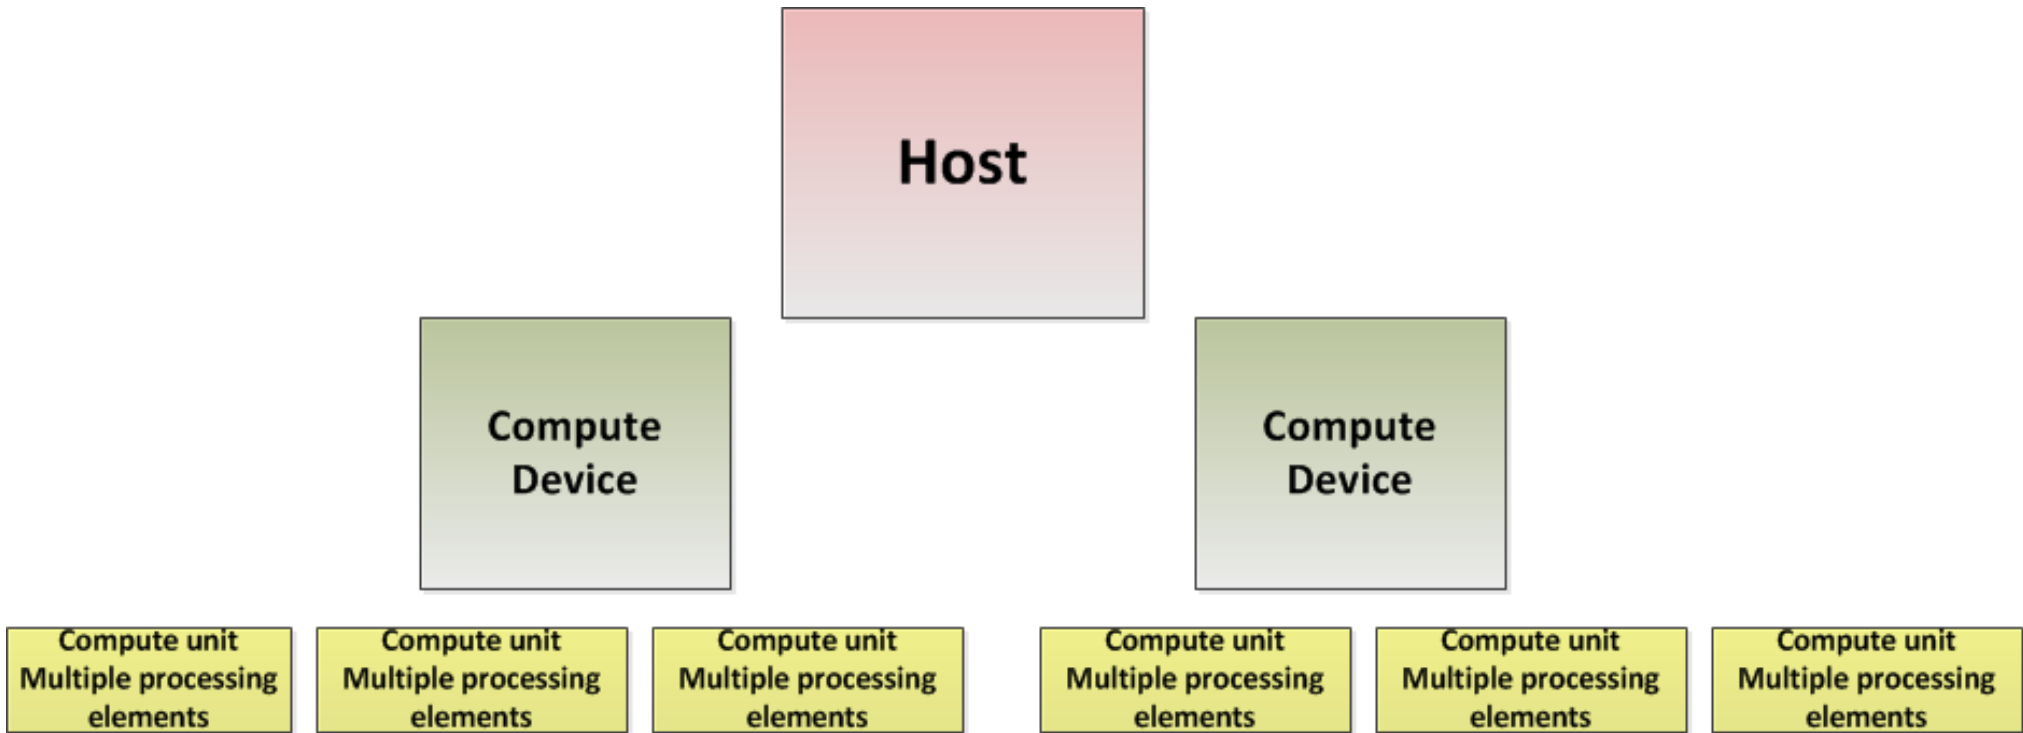 Host
Compute
Device
Compute
Device
Compute unit
Multiple processing
elements
Compute unit
Multiple processing
elements
Compute unit
Multiple processing
elements
Compute unit
Multiple processing
elements
Compute unit
Multiple processing
elements
Compute unit
Multiple processing
elements